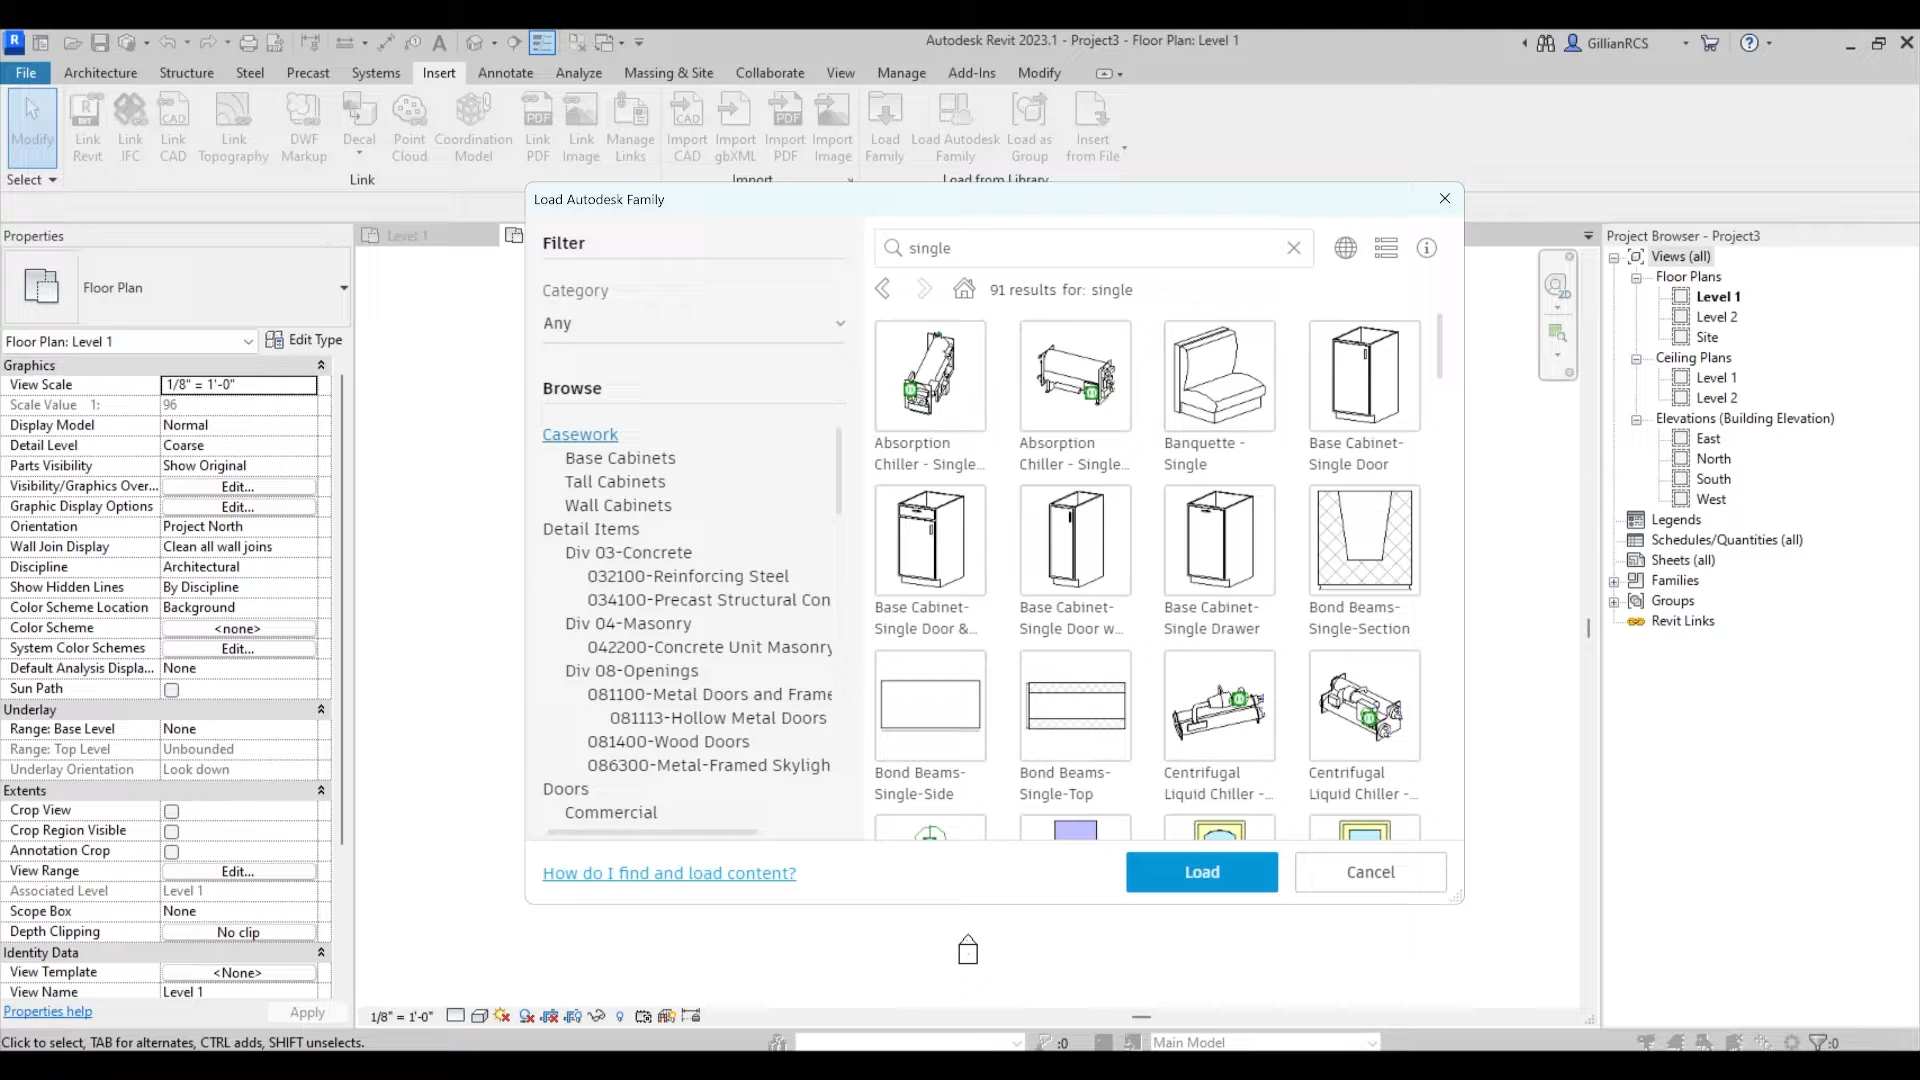 Autodesk Revit 2023.1 - Project3 - Floor Plan: Level 1
GillianRCS
File
Architecture
Structure
Steel
Precast
Systems
Insert
Annotate
Analyze
Massing & Site
Collaborate
View
Manage
Add-Ins
Modify
Modify
Link Revit
Link IFC
Link CAD
Link Topography
DWF Markup
Decal
Point Cloud
Coordination Model
Link PDF
Link Image
Manage Links
Import CAD
Import gbXML
Import PDF
Import Image
Load Family
Load Autodesk Family
Load as Group
Insert from File
Select
Link
Import
Load from Library
Properties
Floor Plan
Floor Plan: Level 1
Edit Type
Graphics
View Scale 1/8" = 1'-0"
Scale Value 1: 96
Display Model Normal
Detail Level Coarse
Parts Visibility Show Original
Visibility/Graphics Over... Edit...
Graphic Display Options Edit...
Orientation Project North
Wall Join Display Clean all wall joins
Discipline Architectural
Show Hidden Lines By Discipline
Color Scheme Location Background
Color Scheme <none>
System Color Schemes Edit...
Default Analysis Displa... None
Sun Path
Underlay
Range: Base Level None
Range: Top Level Unbounded
Underlay Orientation Look down
Extents
Crop View
Crop Region Visible
Annotation Crop
View Range Edit...
Associated Level Level 1
Scope Box None
Depth Clipping No clip
Identity Data
View Template <None>
View Name Level 1
Properties help
Apply
Level 1
Load Autodesk Family
Filter
Category
Any
Browse
Casework
Base Cabinets
Tall Cabinets
Wall Cabinets
Detail Items
Div 03-Concrete
032100-Reinforcing Steel
034100-Precast Structural Con
Div 04-Masonry
042200-Concrete Unit Masonry
Div 08-Openings
081100-Metal Doors and Frame
081113-Hollow Metal Doors
081400-Wood Doors
086300-Metal-Framed Skyligh
Doors
Commercial
single
91 results for: single
Absorption Chiller - Single...
Absorption Chiller - Single...
Banquette - Single
Base Cabinet- Single Door
Base Cabinet- Single Door &...
Base Cabinet- Single Door w...
Base Cabinet- Single Drawer
Bond Beams- Single-Section
Bond Beams- Single-Side
Bond Beams- Single-Top
Centrifugal Liquid Chiller -...
Centrifugal Liquid Chiller -...
How do I find and load content?
Load
Cancel
2D
Project Browser - Project3
Views (all)
Floor Plans
Level 1
Level 2
Site
Ceiling Plans
Level 1
Level 2
Elevations (Building Elevation)
East
North
South
West
Legends
Schedules/Quantities (all)
Sheets (all)
Families
Groups
Revit Links
1/8" = 1'-0"
Click to select, TAB for alternates, CTRL adds, SHIFT unselects.
:0
Main Model
:0